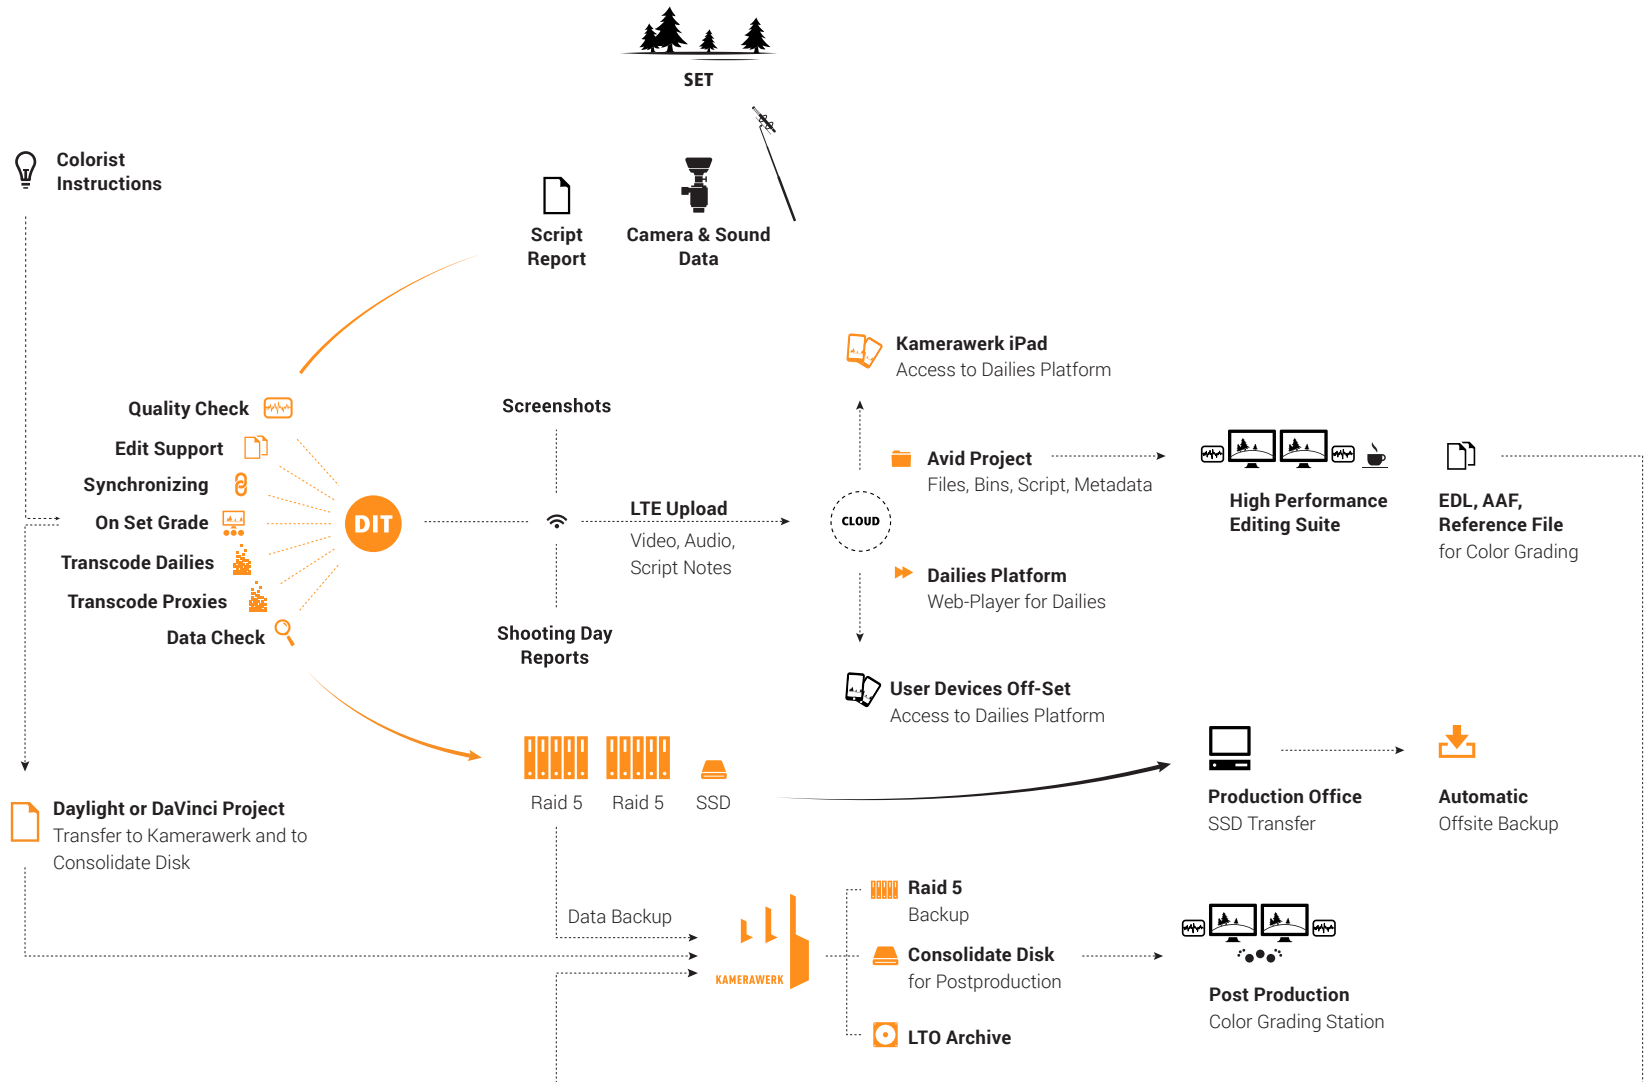 SET
Colorist
Instructions
Script
Report
Camera & Sound
Data
Kamerawerk iPad
Access to Dailies Platform
Quality Check
Edit Support
Synchronizing
On Set Grade
Transcode Dailies
Transcode Proxies
Data Check
DIT
Screenshots
Shooting Day
Reports
LTE Upload
Video, Audio,
Script Notes
CLOUD
Avid Project
Files, Bins, Script, Metadata
Dailies Platform
Web-Player for Dailies
High Performance
Editing Suite
EDL, AAF,
Reference File
for Color Grading
User Devices Off-Set
Access to Dailies Platform
Raid 5
Raid 5
SSD
Production Office
SSD Transfer
Automatic
Offsite Backup
Daylight or DaVinci Project
Transfer to Kamerawerk and to
Consolidate Disk
Data Backup
KAMERAWERK
Raid 5
Backup
Consolidate Disk
for Postproduction
LTO Archive
Post Production
Color Grading Station